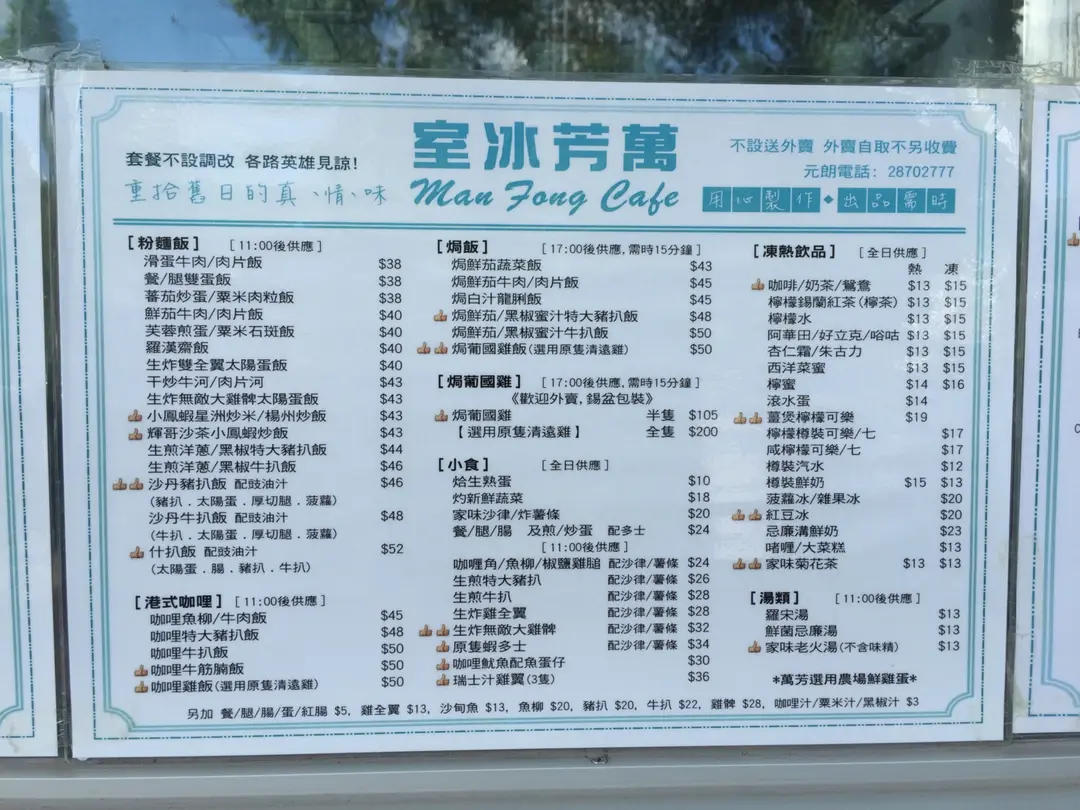 室冰芳萬
Man Fong Cafe
套餐不設調改 各路英雄見諒!
重拾舊日的真、情、味
不設送外賣 外賣自取不另收費
元朗電話: 28702777
用心製作◆出品需時
[粉麵飯] [11:00後供應]
滑蛋牛肉/肉片飯 $38
餐/腿雙蛋飯 $38
蕃茄炒蛋/粟米肉粒飯 $38
鮮茄牛肉/肉片飯 $40
芙蓉煎蛋/粟米石斑飯 $40
羅漢齋飯 $40
生炸雙全翼太陽蛋飯 $40
干炒牛河/肉片河 $43
生炸無敵大雞髀太陽蛋飯 $43
小鳳蝦星洲炒米/楊州炒飯 $43
輝哥沙茶小鳳蝦炒飯 $43
生煎洋蔥/黑椒特大豬扒飯 $44
生煎洋蔥/黑椒牛扒飯 $46
沙丹豬扒飯 配豉油汁 $46
(豬扒．太陽蛋．厚切腿．菠蘿)
沙丹牛扒飯 配豉油汁 $48
(牛扒．太陽蛋．厚切腿．菠蘿)
什扒飯 配豉油汁 $52
(太陽蛋．腸．豬扒．牛扒)
[港式咖喱] [11:00後供應]
咖喱魚柳/牛肉飯 $45
咖喱特大豬扒飯 $48
咖喱牛扒飯 $50
咖喱牛筋腩飯 $50
咖喱雞飯(選用原隻清遠雞) $50
[焗飯] [17:00後供應,需時15分鐘]
焗鮮茄蔬菜飯 $43
焗鮮茄牛肉/肉片飯 $45
焗白汁龍脷飯 $45
焗鮮茄/黑椒蜜汁特大豬扒飯 $48
焗鮮茄/黑椒蜜汁牛扒飯 $50
焗葡國雞飯(選用原隻清遠雞) $50
[焗葡國雞] [17:00後供應,需時15分鐘]
《歡迎外賣,錫盆包裝》
焗葡國雞 半隻 $105
【選用原隻清遠雞】 全隻 $200
[小食] [全日供應]
烚生熟蛋 $10
灼新鮮蔬菜 $18
家味沙律/炸薯條 $20
餐/腿/腸 及煎/炒蛋 配多士 $24
[11:00後供應]
咖喱角/魚柳/椒鹽雞膇 配沙律/薯條 $24
生煎特大豬扒 配沙律/薯條 $26
生煎牛扒 配沙律/薯條 $28
生炸雞全翼 配沙律/薯條 $28
生炸無敵大雞髀 配沙律/薯條 $32
原隻蝦多士 配沙律/薯條 $34
咖喱魷魚配魚蛋仔 $30
瑞士汁雞翼(3隻) $36
[凍熱飲品] [全日供應]
熱 凍
咖啡/奶茶/鴛鴦 $13 $15
檸檬錫蘭紅茶(檸茶) $13 $15
檸檬水 $13 $15
阿華田/好立克/唂咕 $13 $15
杏仁霜/朱古力 $13 $15
西洋菜蜜 $13 $15
檸蜜 $14 $16
滾水蛋 $14
薑煲檸檬可樂 $19
檸檬樽裝可樂/七 $17
咸檸檬可樂/七 $17
樽裝汽水 $12
樽裝鮮奶 $15 $13
菠蘿冰/雜果冰 $20
紅豆冰 $20
忌廉溝鮮奶 $23
啫喱/大菜糕 $13
家味菊花茶 $13 $13
[湯類] [11:00後供應]
羅宋湯 $13
鮮菌忌廉湯 $13
家味老火湯(不含味精) $13
*萬芳選用農場鮮雞蛋*
另加 餐/腿/腸/蛋/紅腸 $5, 雞全翼 $13, 沙甸魚 $13, 魚柳 $20, 豬扒 $20, 牛扒 $22, 雞髀 $28, 咖喱汁/粟米汁/黑椒汁 $3